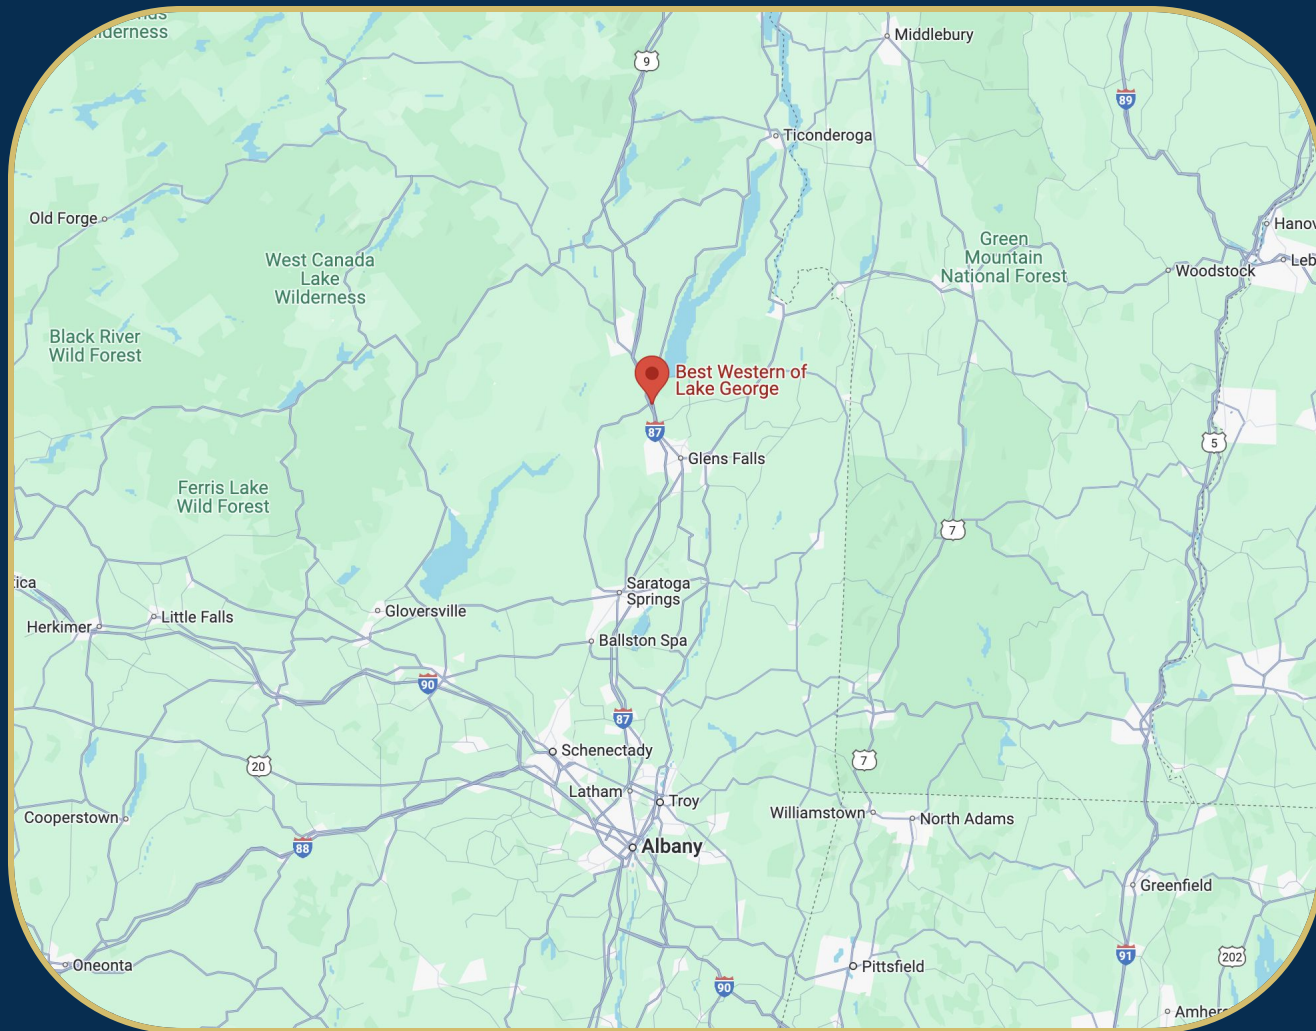 Wilderness
Middlebury
9
89
Ticonderoga
Old Forge
West Canada
Lake
Wilderness
Green
Mountain
National Forest
Woodstock
Black River
Wild Forest
Best Western of
Lake George
87
Glens Falls
5
Ferris Lake
Wild Forest
7
Saratoga
Springs
Gloversville
Little Falls
Herkimer
Ballston Spa
90
87
Schenectady
7
20
Latham
Troy
Williamstown
North Adams
Cooperstown
88
Albany
Greenfield
Oneonta
Pittsfield
91
202
90